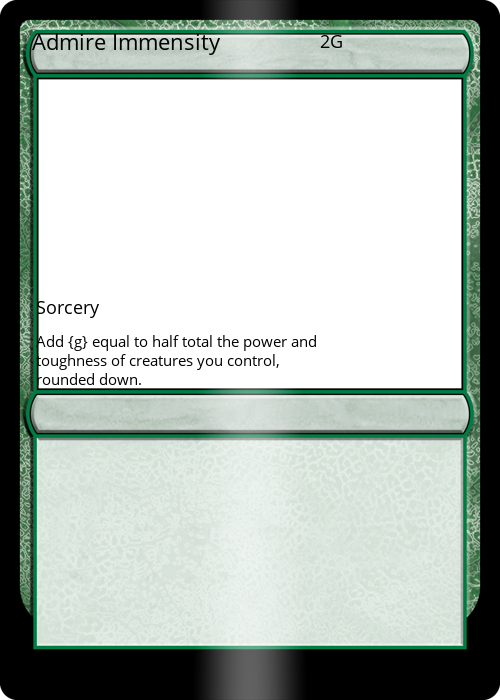 Admire Immensity 2G
Sorcery
Add {g} equal to half total the power and
toughness of creatures you control,
rounded down.